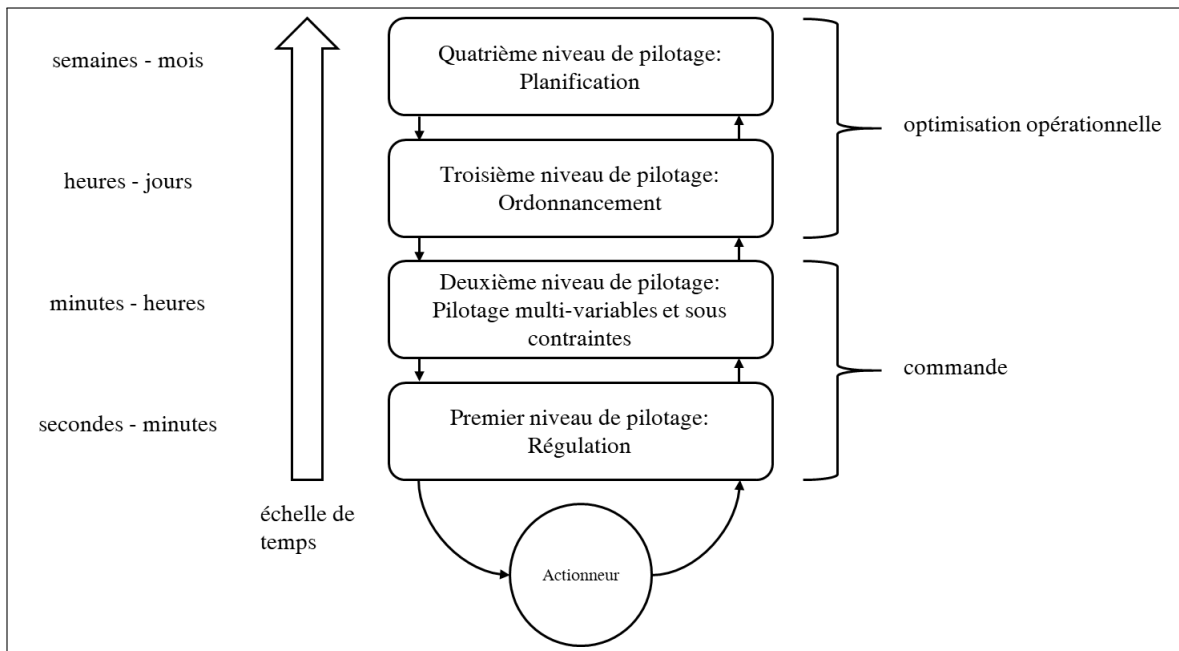 semaines - mois
Quatrième niveau de pilotage:
Planification
optimisation opérationnelle
heures - jours
Troisième niveau de pilotage:
Ordonnancement
minutes - heures
Deuxième niveau de pilotage:
Pilotage multi-variables et sous
contraintes
commande
secondes - minutes
Premier niveau de pilotage:
Régulation
échelle de
temps
Actionneur